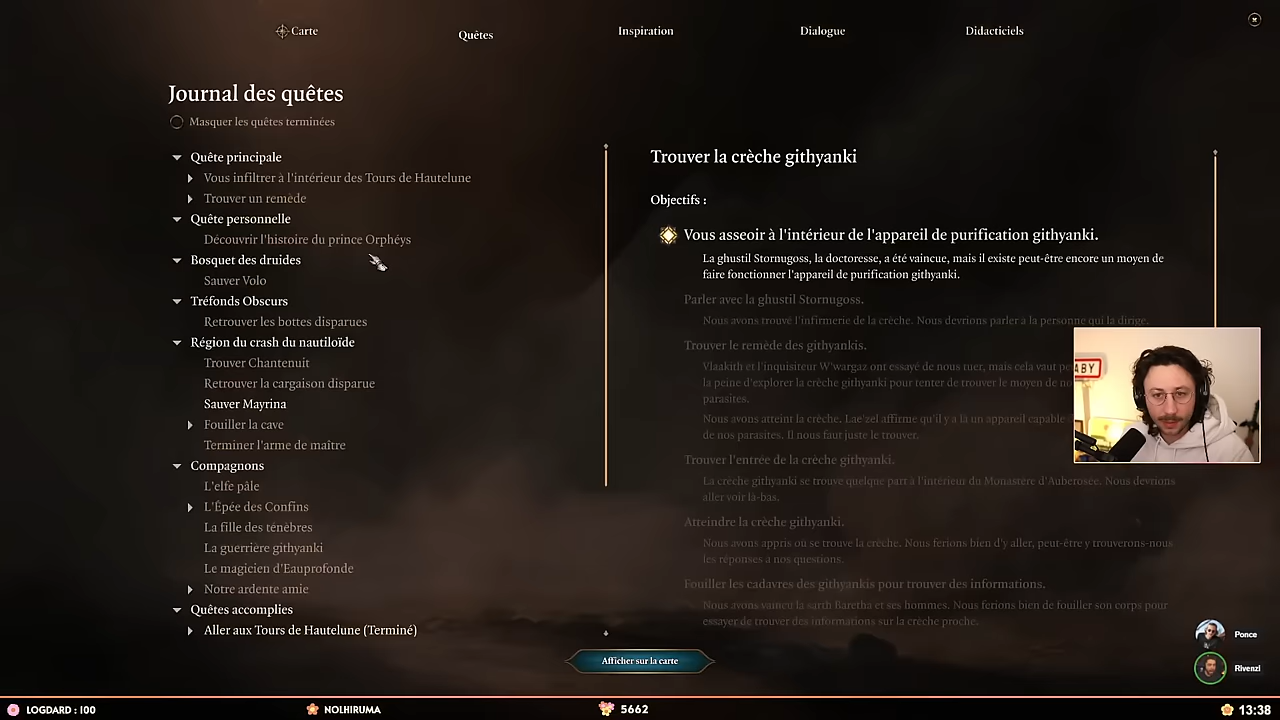 Carte
Quêtes
Inspiration
Dialogue
Didacticiels
Journal des quêtes
Masquer les quêtes terminées
Quête principale
Vous infiltrer à l'intérieur des Tours de Hautelune
Trouver un remède
Quête personnelle
Découvrir l'histoire du prince Orphéys
Bosquet des druides
Sauver Volo
Tréfonds Obscurs
Retrouver les bottes disparues
Région du crash du nautiloïde
Trouver Chantenuit
Retrouver la cargaison disparue
Sauver Mayrina
Fouiller la cave
Terminer l'arme de maître
Compagnons
L'elfe pâle
L'Épée des Confins
La fille des ténèbres
La guerrière githyanki
Le magicien d'Eauprofonde
Notre ardente amie
Quêtes accomplies
Aller aux Tours de Hautelune (Terminé)
Trouver la crèche githyanki
Objectifs :
Vous asseoir à l'intérieur de l'appareil de purification githyanki.
La ghustil Stornugoss, la doctoresse, a été vaincue, mais il existe peut-être encore un moyen de
faire fonctionner l'appareil de purification githyanki.
Parler avec la ghustil Stornugoss.
Nous avons trouvé l'infirmerie de la crèche. Nous devrions parler à la personne qui la dirige.
Trouver le remède des githyankis.
Vlaakith et l'inquisiteur W'wargaz ont essayé de nous tuer, mais cela vaut
la peine d'explorer la crèche githyanki pour tenter de trouver le moyen de
parasites.
Nous avons atteint la crèche. Lae'zel affirme qu'il y a là un appareil capable
de nos parasites. Il nous faut juste le trouver.
Trouver l'entrée de la crèche githyanki.
La crèche githyanki se trouve quelque part à l'intérieur du Monastère d'Auberosée. Nous devrions
aller voir là-bas.
Atteindre la crèche githyanki.
Nous avons appris où se trouve la crèche. Nous ferions bien d'y aller, peut-être y trouverons-nous
les réponses à nos questions.
Fouiller les cadavres des githyankis pour trouver des informations.
Nous avons vaincu la sarth Baretha et ses hommes. Nous ferions bien de fouiller son corps pour
essayer de trouver des informations sur la crèche proche.
Afficher sur la carte
ABY
Ponce
Rivenzi
LOGDARD : 100
NOLHIRUMA
5662
13:38